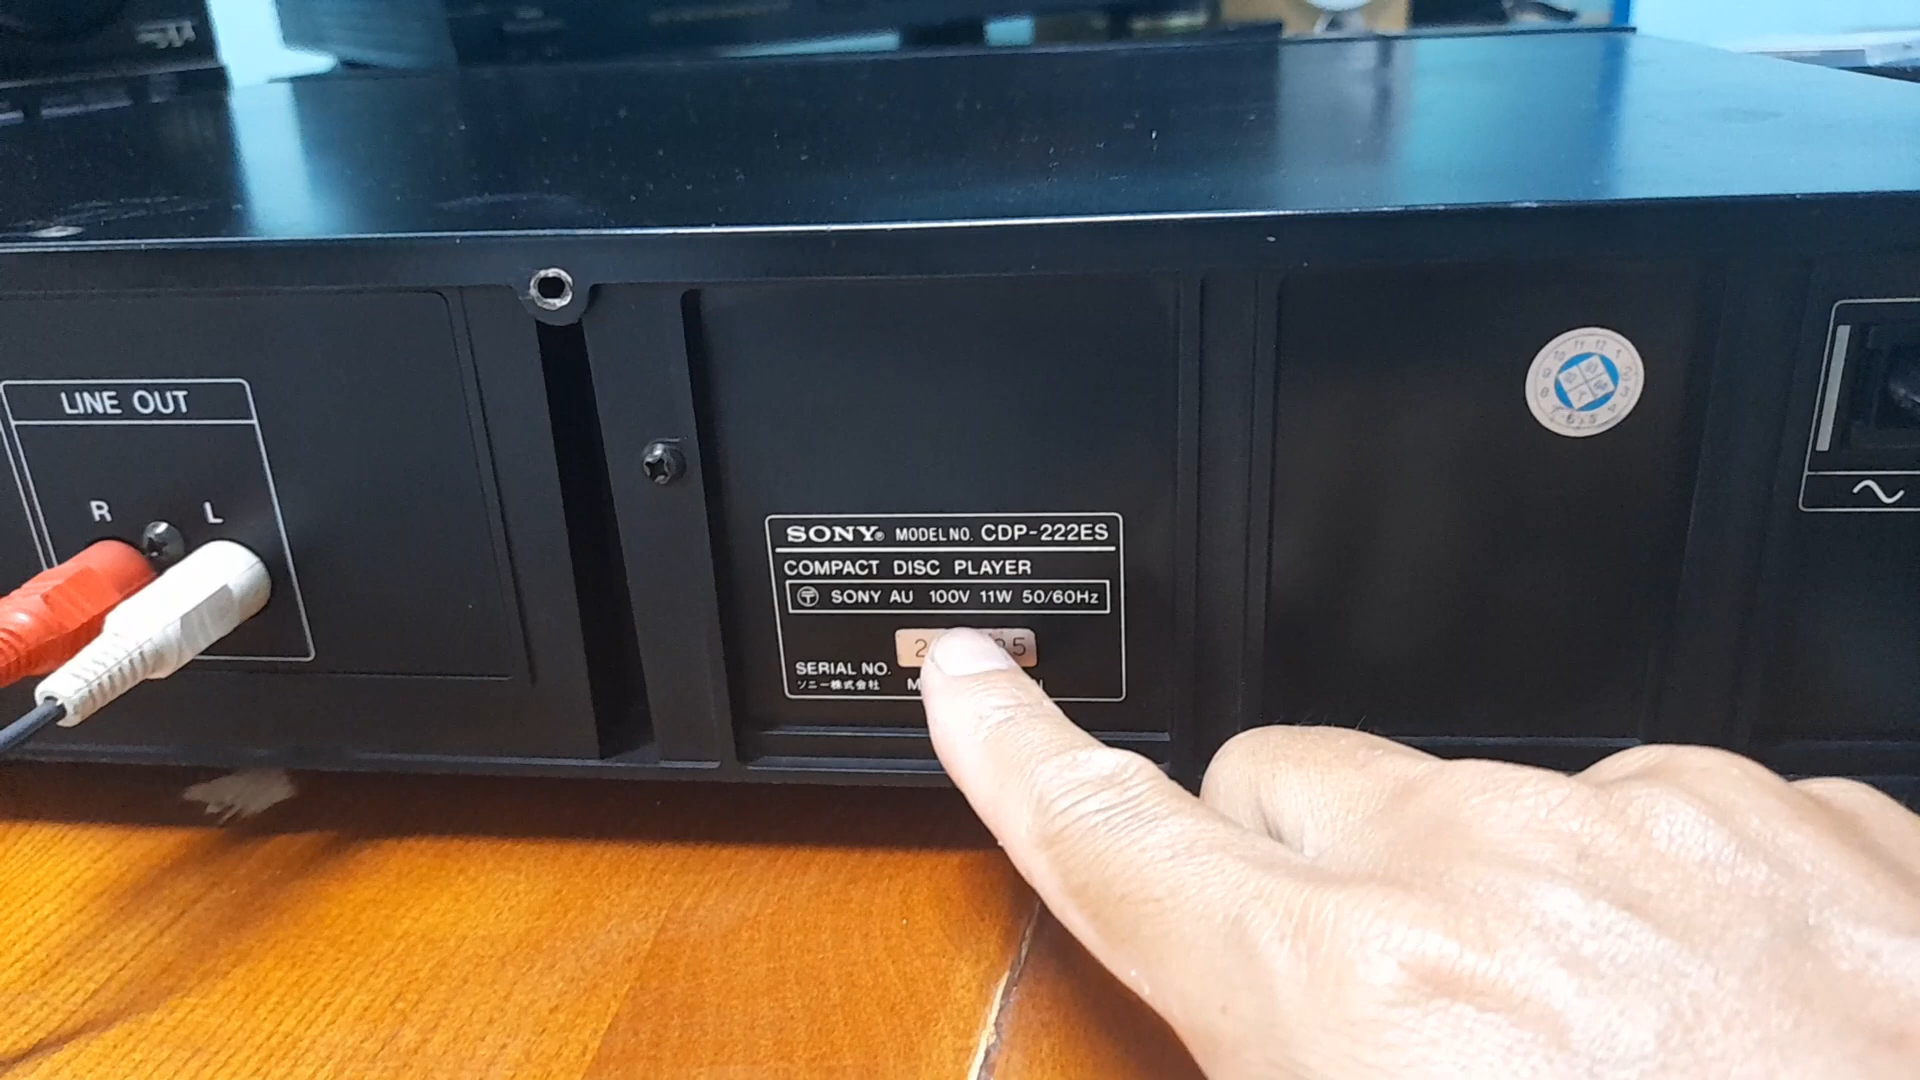 LINE OUT
R L
SONY® MODEL NO. CDP-222ES
COMPACT DISC PLAYER
SONY AU 100V 11W 50/60Hz
SERIAL NO.
ソニー株式会社